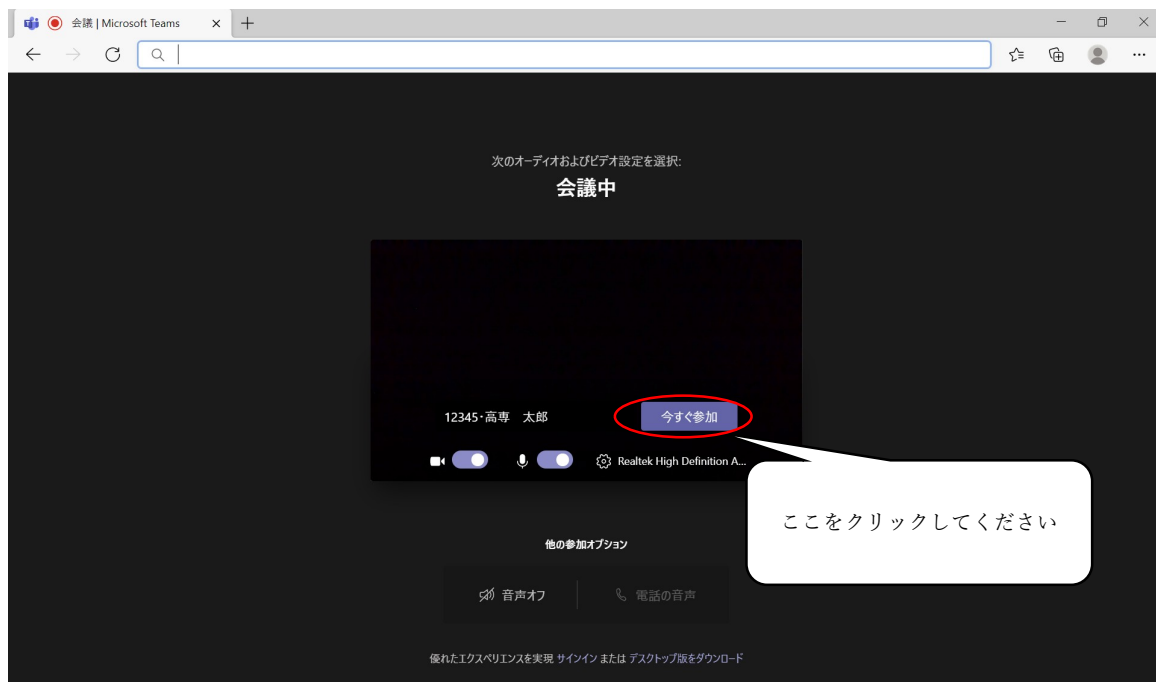 会議 | Microsoft Teams
次のオーディオおよびビデオ設定を選択:
会議中
12345・高専 太郎
今すぐ参加
Realtek High Definition A...
ここをクリックしてください
他の参加オプション
音声オフ
電話の音声
優れたエクスペリエンスを実現 サインイン または デスクトップ版をダウンロード